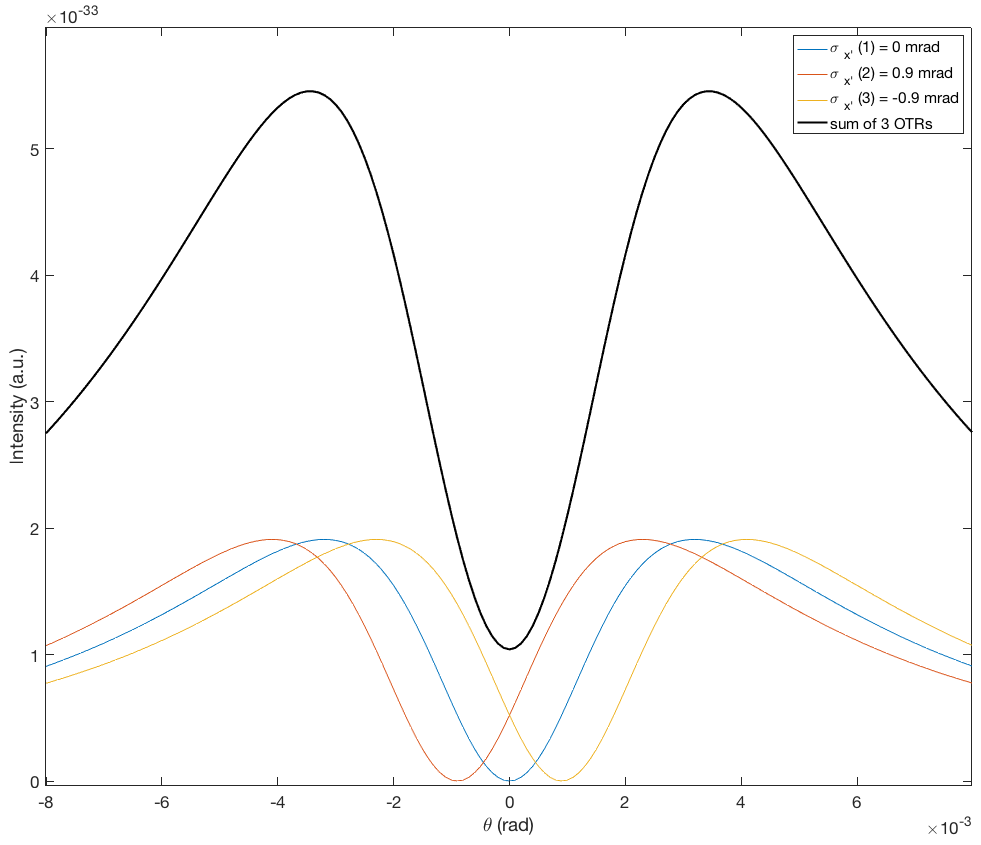 ×10-33
σ x' (1) = 0 mrad
σ x' (2) = 0.9 mrad
σ x' (3) = -0.9 mrad
sum of 3 OTRs
5
4
3
2
1
0
Intensity (a.u.)
-8 -6 -4 -2 0 2 4 6
θ (rad)
×10-3